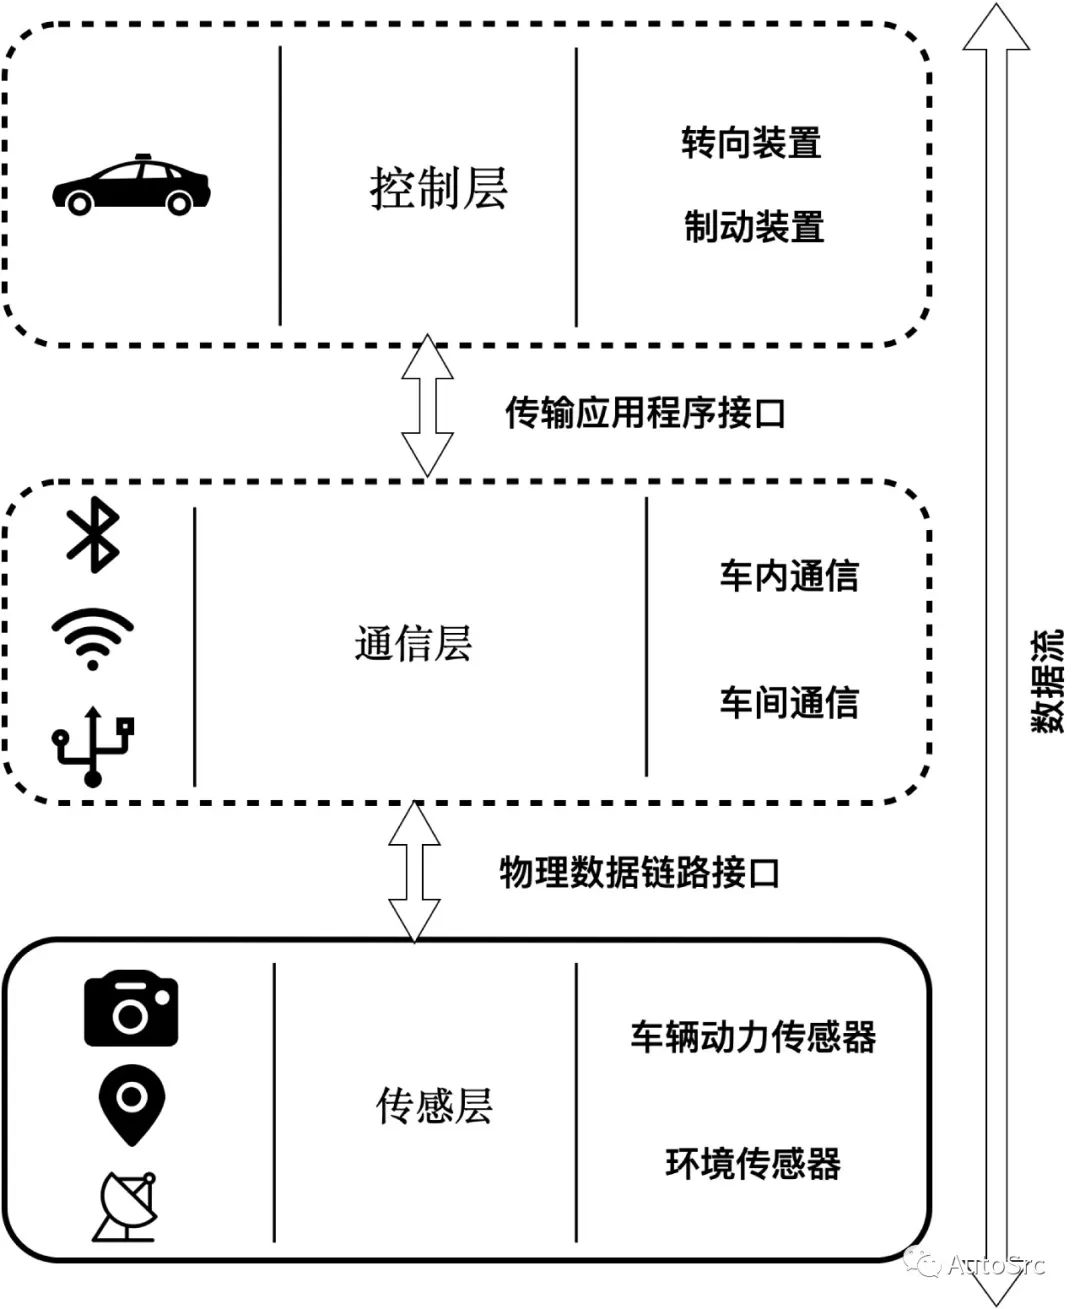 控制层
转向装置
制动装置
传输应用程序接口
通信层
车内通信
车间通信
数据流
物理数据链路接口
传感层
车辆动力传感器
环境传感器
AutoSrc